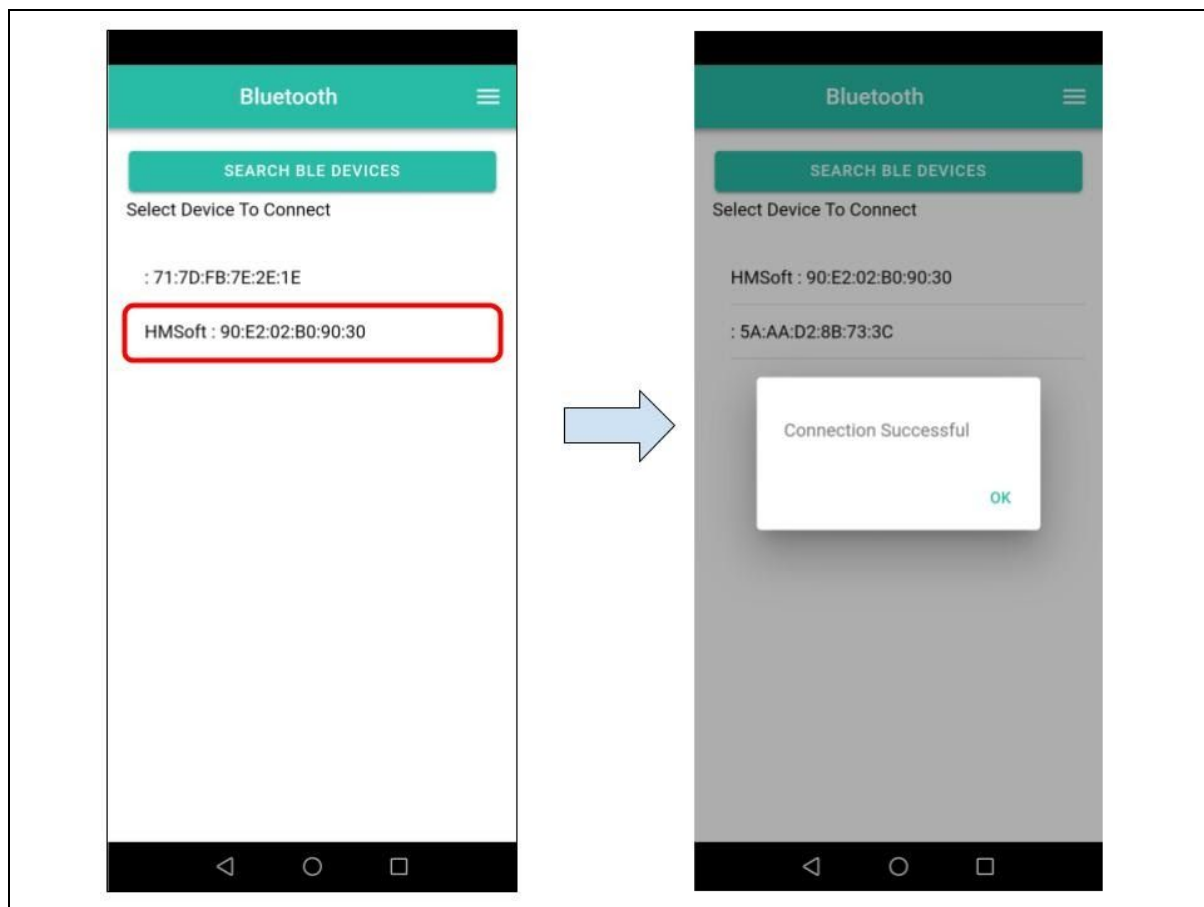 Bluetooth
SEARCH BLE DEVICES
Select Device To Connect
: 71:7D:FB:7E:2E:1E
HMSoft : 90:E2:02:B0:90:30
Bluetooth
SEARCH BLE DEVICES
Select Device To Connect
HMSoft : 90:E2:02:B0:90:30
: 5A:AA:D2:8B:73:3C
Connection Successful
OK